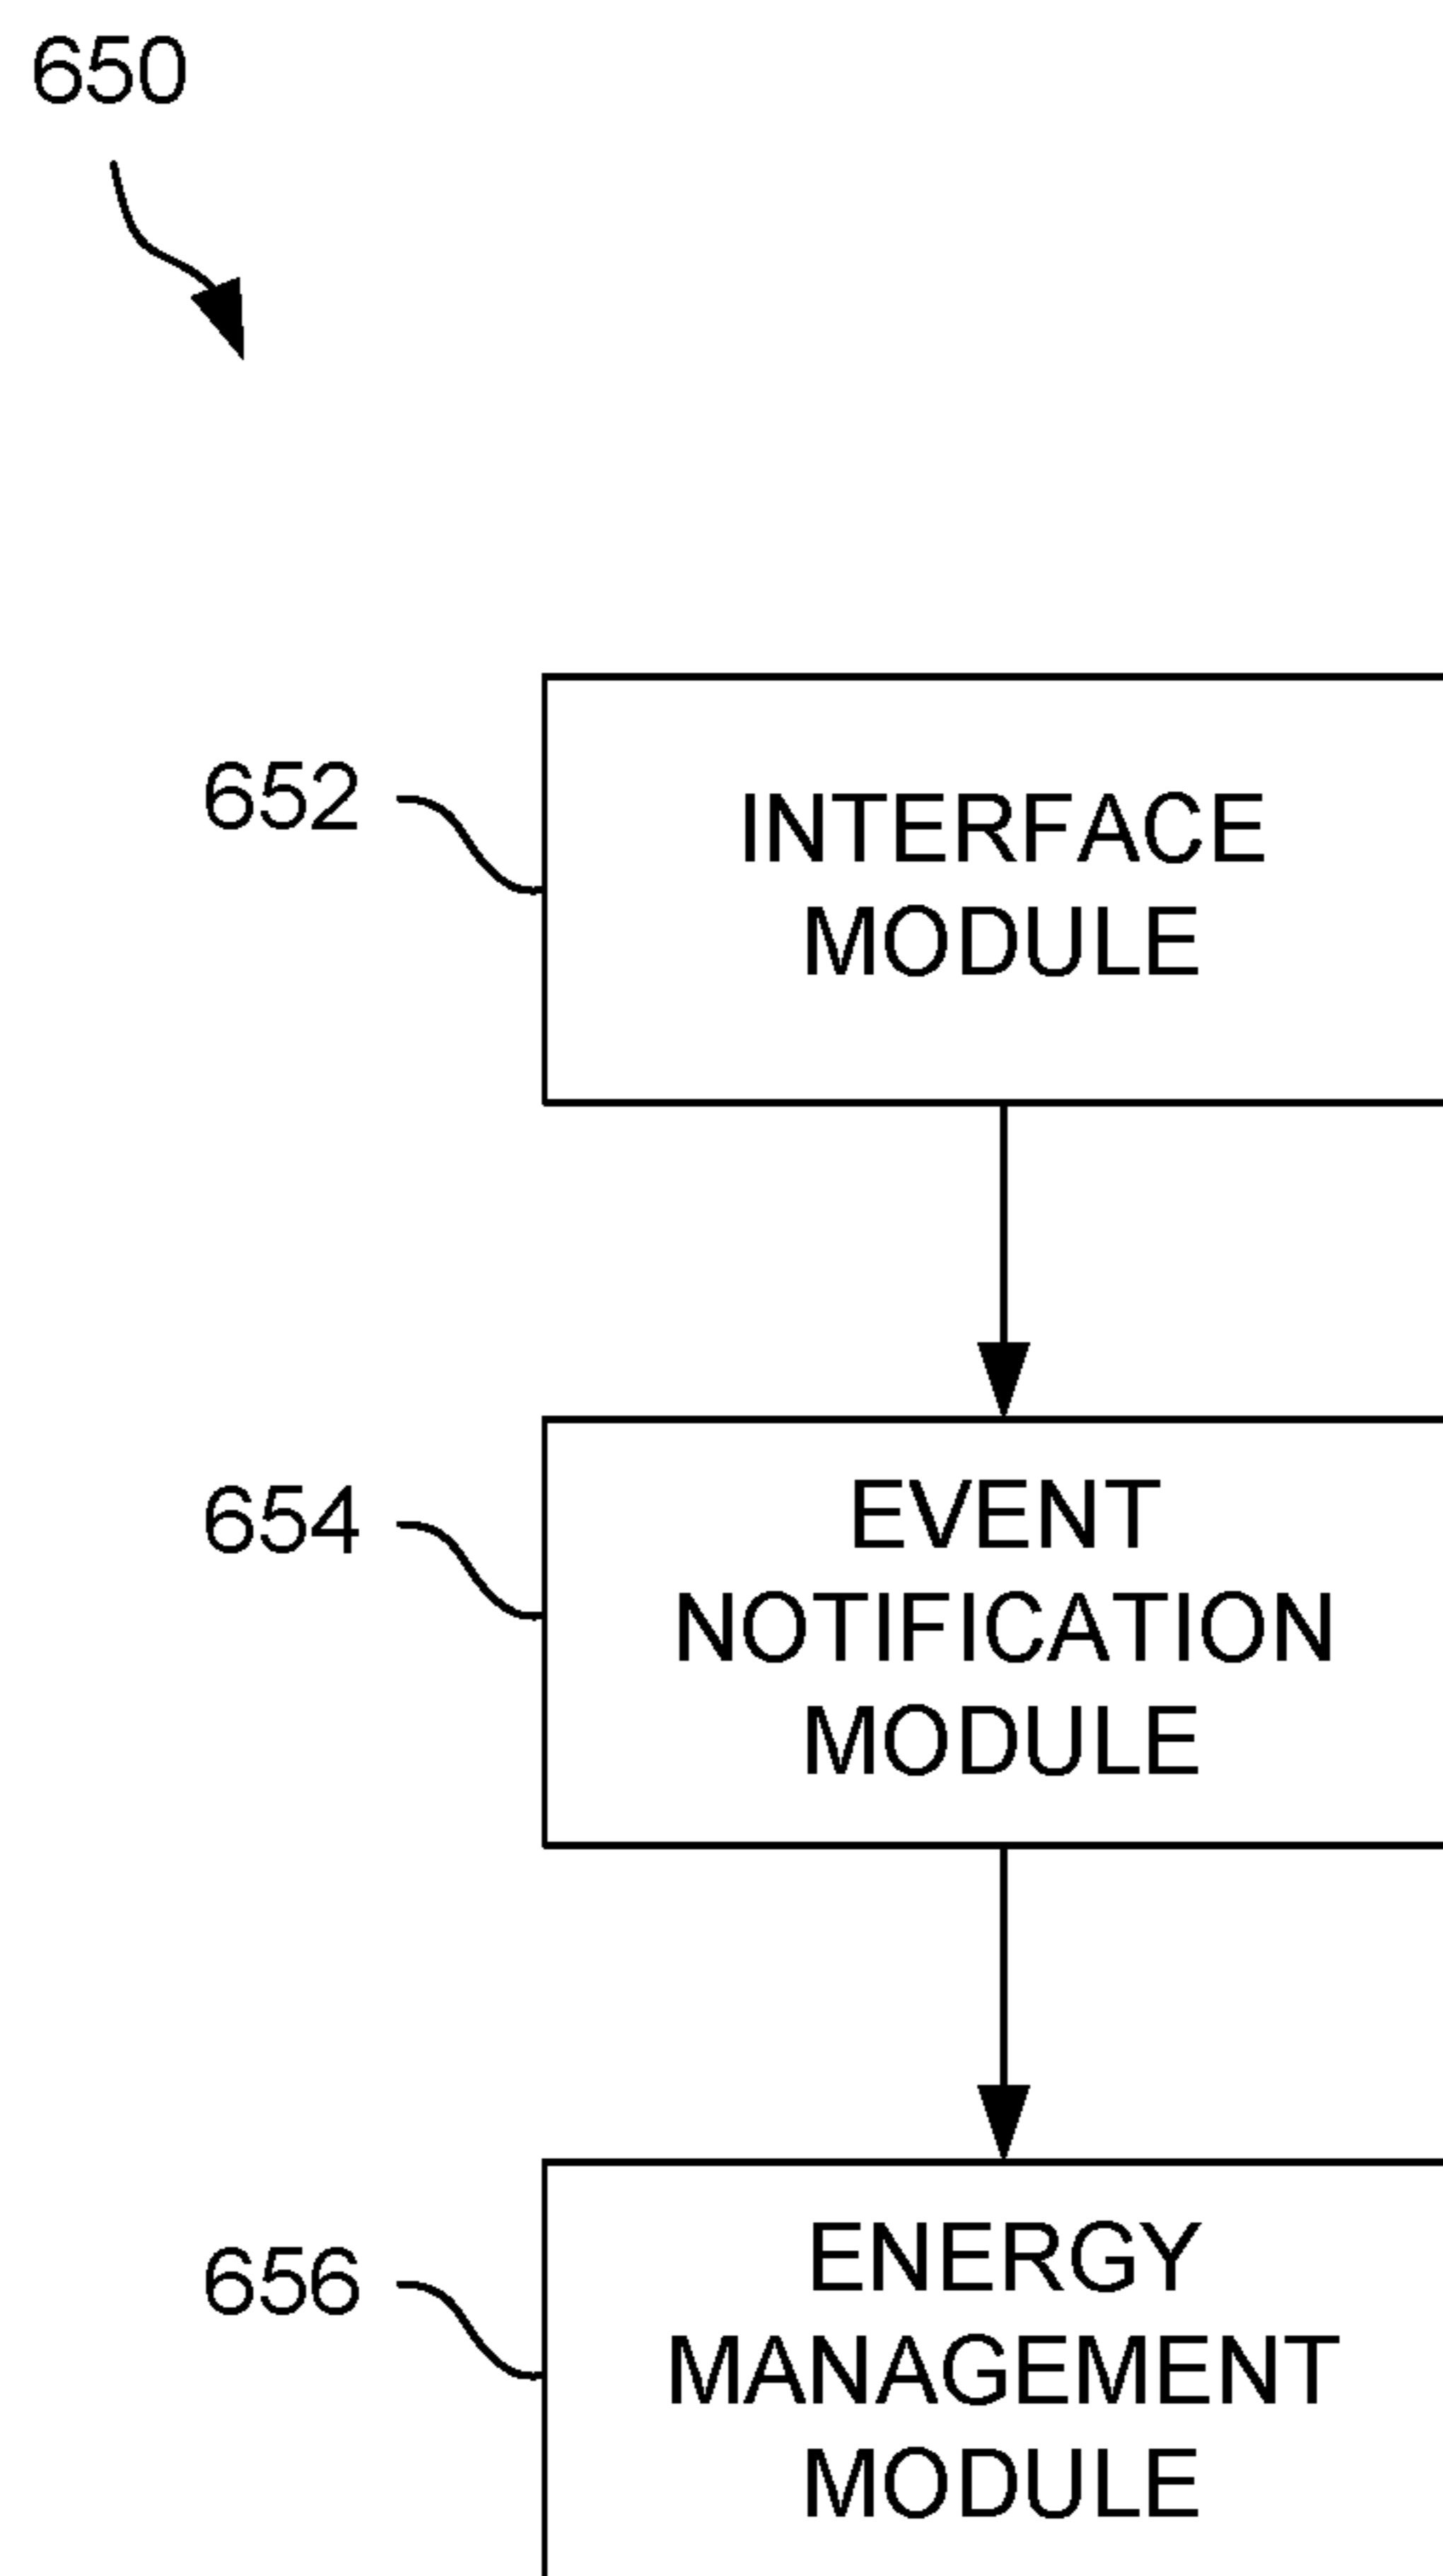 650
652
INTERFACE
MODULE
654
EVENT
NOTIFICATION
MODULE
656
ENERGY
MANAGEMENT
MODULE